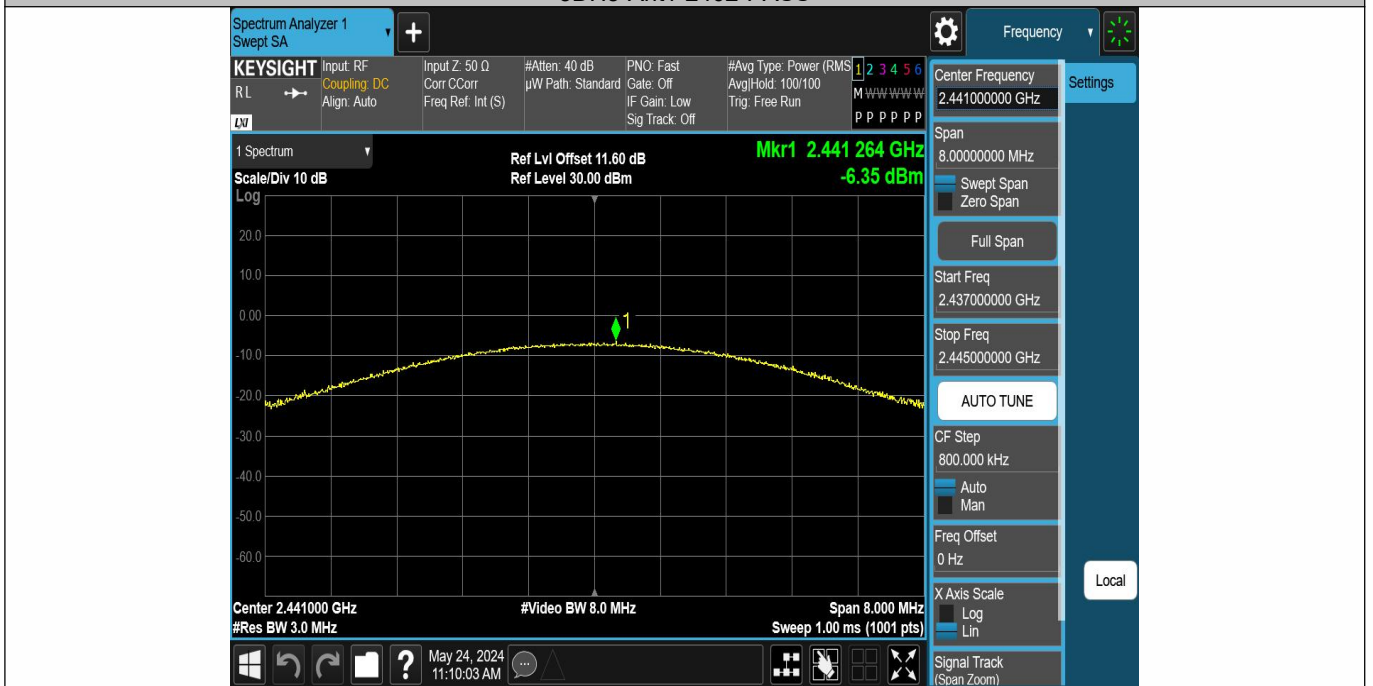 Spectrum Analyzer 1
Swept SA
+
Frequency
KEYSIGHT
RL
LXI
Input: RF
Coupling: DC
Align: Auto
Input Z: 50 Ω
Corr CCorr
Freq Ref: Int (S)
#Atten: 40 dB
µW Path: Standard
PNO: Fast
Gate: Off
IF Gain: Low
Sig Track: Off
#Avg Type: Power (RMS
Avg|Hold: 100/100
Trig: Free Run
1 2 3 4 5 6
M W W W W W
P P P P P P
1 Spectrum
Scale/Div 10 dB
Log
Ref Lvl Offset 11.60 dB
Ref Level 30.00 dBm
Mkr1 2.441 264 GHz
-6.35 dBm
20.0
10.0
0.00
-10.0
-20.0
-30.0
-40.0
-50.0
-60.0
1
Center 2.441000 GHz
#Res BW 3.0 MHz
#Video BW 8.0 MHz
Span 8.000 MHz
Sweep 1.00 ms (1001 pts)
Center Frequency
2.441000000 GHz
Settings
Span
8.00000000 MHz
Swept Span
Zero Span
Full Span
Start Freq
2.437000000 GHz
Stop Freq
2.445000000 GHz
AUTO TUNE
CF Step
800.000 kHz
Auto
Man
Freq Offset
0 Hz
X Axis Scale
Log
Lin
Local
Signal Track
(Span Zoom)
?
May 24, 2024
11:10:03 AM